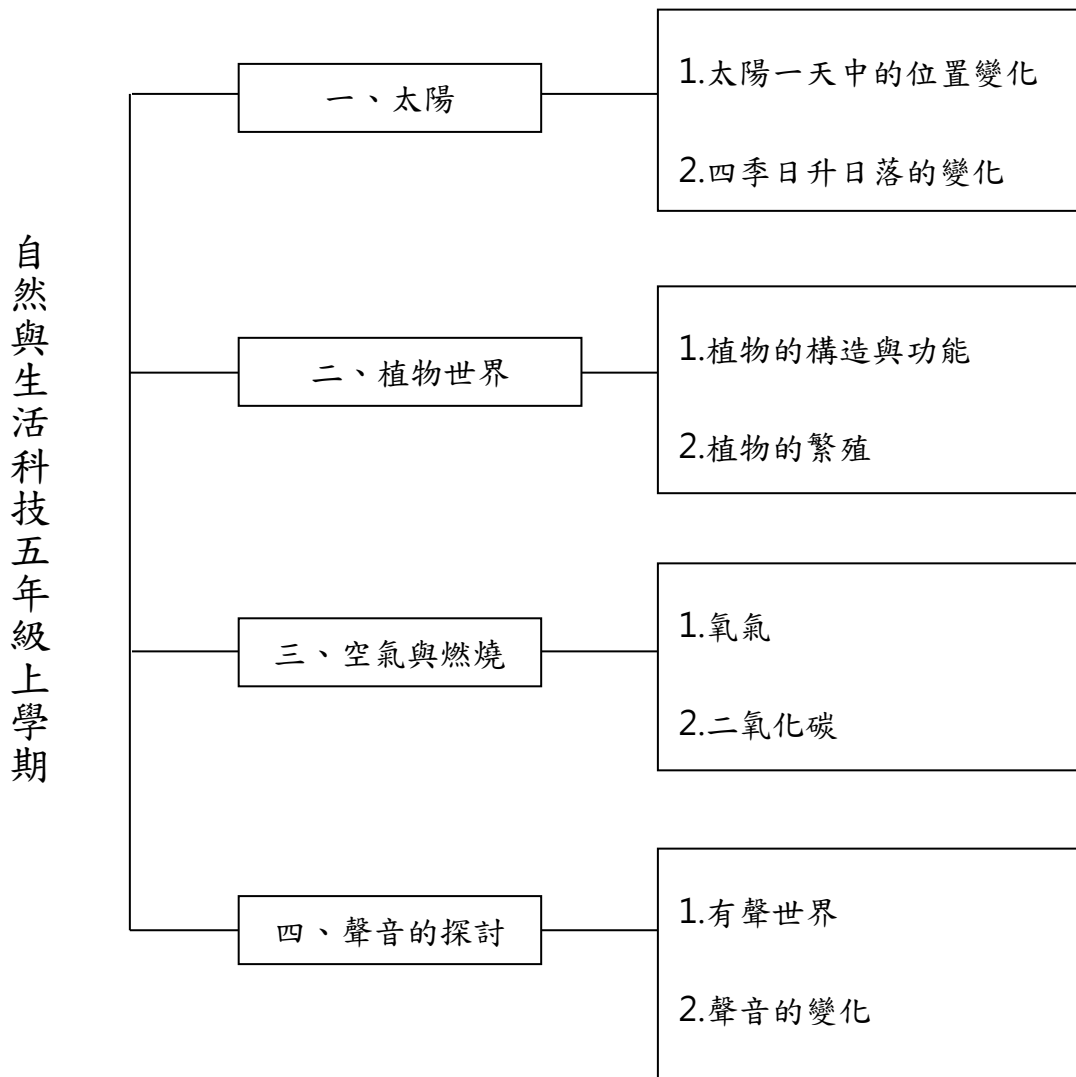 自然與生活科技五年級上學期
一、太陽
1.太陽一天中的位置變化
2.四季日升日落的變化
二、植物世界
1.植物的構造與功能
2.植物的繁殖
三、空氣與燃燒
1.氧氣
2.二氧化碳
四、聲音的探討
1.有聲世界
2.聲音的變化